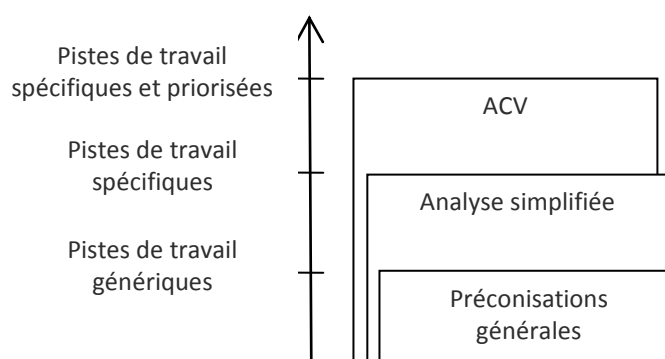 Pistes de travail
spécifiques et priorisées
ACV
Pistes de travail
spécifiques
Analyse simplifiée
Pistes de travail
génériques
Préconisations
générales